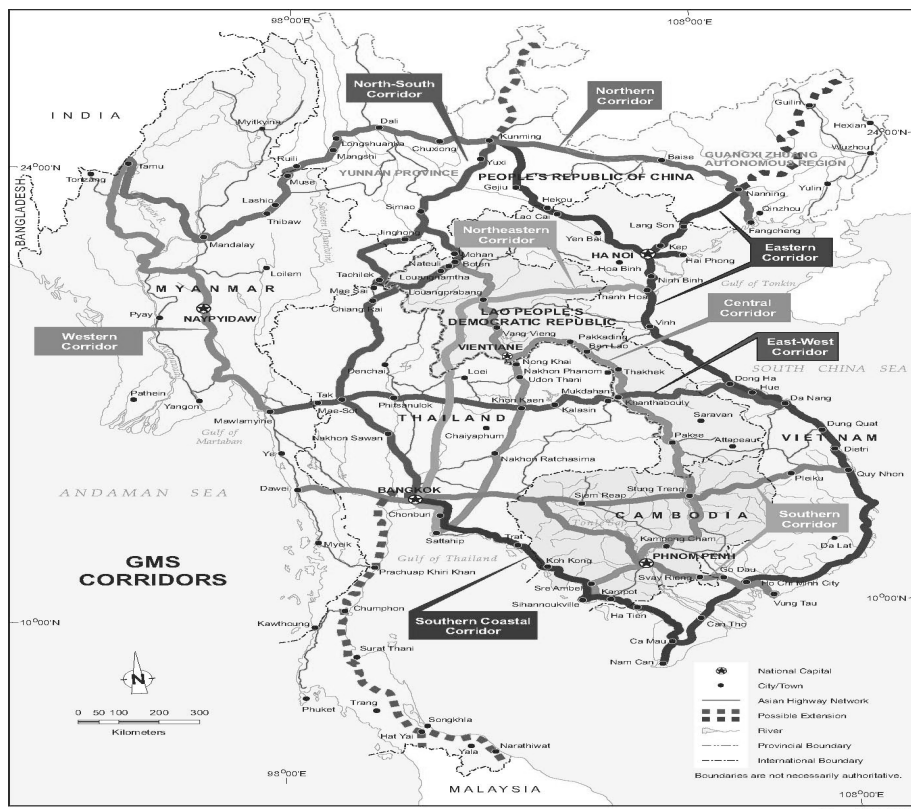 98°00'E
108°00'E
North-South
Corridor
Northern
Corridor
INDIA
Myitkyina
Dali
Kunming
Guilin
Hexian
24°00'N
Wuzhou
Longshuanka
Chuxiong
Mangshi
Ruili
Muse
Yuxi
Baise
GUANGXI ZHUANG
AUTONOMOUS REGION
24°00'N
Tamu
Tonzang
YUNNAN PROVINCE
PEOPLE'S REPUBLIC OF CHINA
Gejiu
Nanning
Yulin
Qinzhou
BANGLADESH
Lashio
Thibaw
Simao
Hekou
Lao Cai
Lang Son
Fangcheng
Mandalay
Jinghong
Northeastern
Corridor
Yen Bai
Kep
HA NOI
Hai Phong
Eastern
Corridor
Mohan
Nateuil
Boten
Hoa Binh
Loilem
Tachilek
Louangnamtha
Ninh Binh
Gulf of Tonkin
MYANMAR
Mae Sai
Louangprabang
Thanh Hoa
NAYPYIDAW
Chiang Rai
LAO PEOPLE'S
DEMOCRATIC REPUBLIC
Central
Corridor
Pyay
Vang Vieng
Pakkading
Vinh
Western
Corridor
VIENTIANE
Ban Lao
East-West
Corridor
Nong Khai
Denchai
Loei
Nakhon Phanom
Thakhek
Udon Thani
SOUTH CHINA SEA
Pathein
Yangon
Tak
Mae-Sot
Phitsanulok
Khon Kaen
Mukdahan
Khanthabouly
Dong Ha
Hue
Kalasin
Da Nang
Mawlamyine
THAILAND
Saravan
Gulf of
Martaban
Nakhon Sawan
Chaiyaphum
Pakse
Attapeau
Dung Quat
VIETNAM
Dietri
Ye
Nakhon Ratchasima
Pleiku
Quy Nhon
ANDAMAN SEA
Dawei
BANGKOK
Siem Reap
Stung Treng
CAMBODIA
Chonburi
Tonle Sap
Southern
Corridor
Sattahip
Trat
Kampong Cham
Da Lat
GMS
CORRIDORS
Myeik
Gulf of Thailand
PHNOM PENH
Koh Kong
Go Dau
Prachuap Khiri Khan
Svay Rieng
Sre Ambel
Ho Chi Minh City
Kampot
Vung Tau
10°00'N
Chumphon
Sihannoukville
Ha Tien
10°00'N
Kawthoung
Southern Coastal
Corridor
Can Tho
Ca Mau
Surat Thani
Nam Can
N
National Capital
City/Town
0 50 100 200 300
Kilometers
Phuket
Trang
Asian Highway Network
Possible Extension
Songkhla
River
Hat Yai
Yala
Narathiwat
Provincial Boundary
International Boundary
Boundaries are not necessarily authoritative.
98°00'E
MALAYSIA
108°00'E